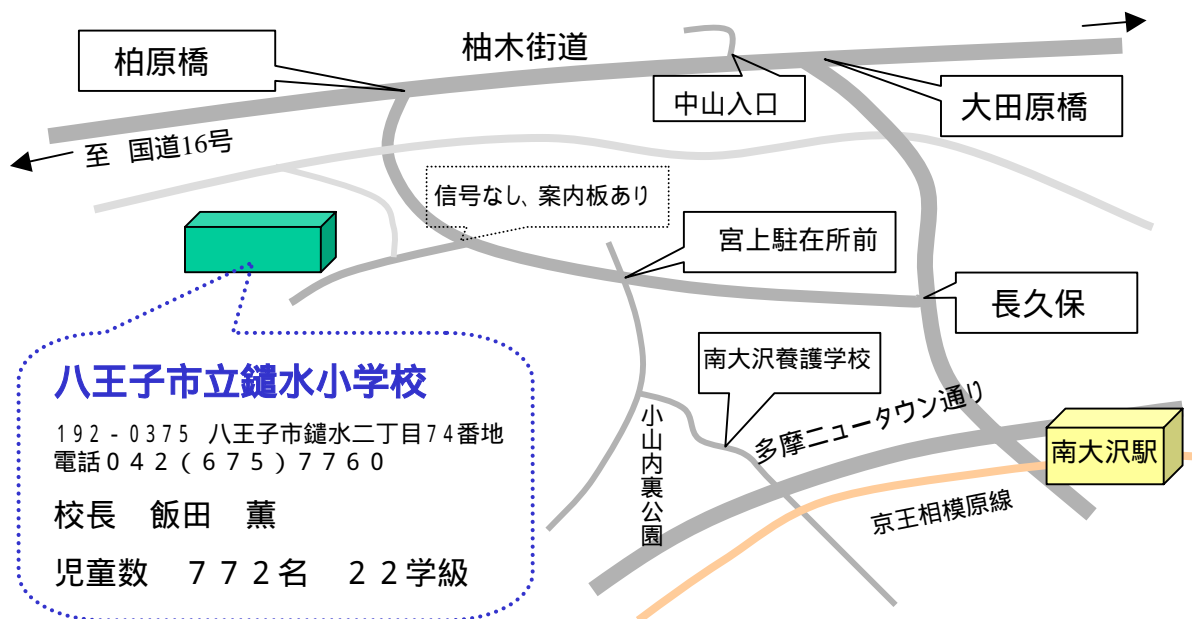 柚木街道
柏原橋
中山入口
大田原橋
至 国道16号
信号なし、案内板あり
宮上駐在所前
長久保
南大沢養護学校
八王子市立鑓水小学校
192-0375 八王子市鑓水二丁目74番地
電話042(675)7760
校長 飯田 薫
児童数 772名 22学級
小山内裏公園
多摩ニュータウン通り
南大沢駅
京王相模原線